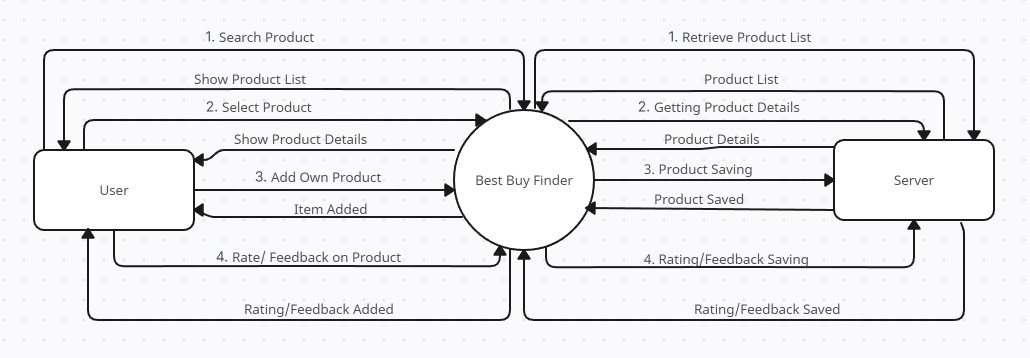 1. Search Product
1. Retrieve Product List
Show Product List
Product List
2. Select Product
2. Getting Product Details
Show Product Details
Product Details
3. Add Own Product
3. Product Saving
User
Best Buy Finder
Server
Item Added
Product Saved
4. Rate/ Feedback on Product
4. Rating/Feedback Saving
Rating/Feedback Added
Rating/Feedback Saved